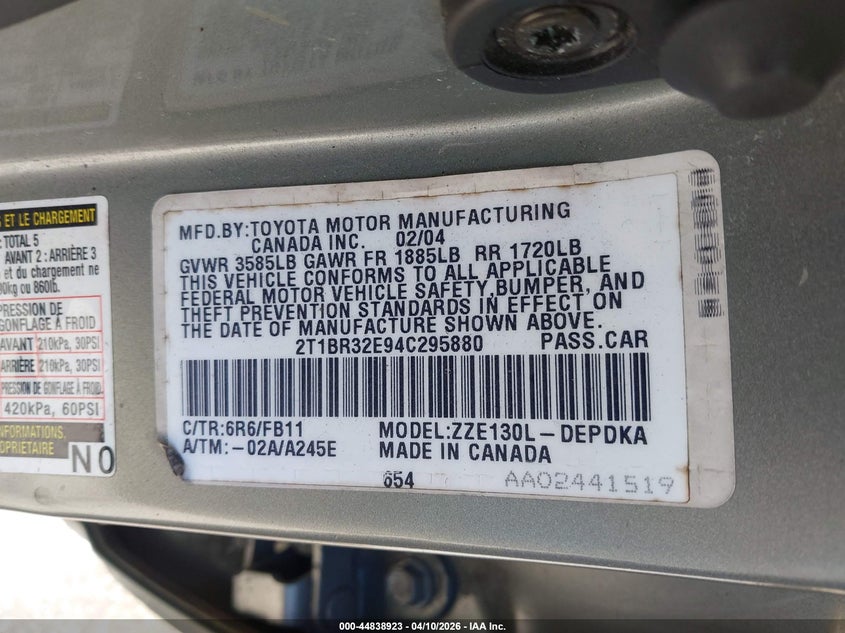 S ET LE CHARGEMENT
: TOTAL 5
AVANT 2 : ARRIÈRE 3
t et du chargement ne
0kg ou 860lb.
PRESSION DE
GONFLAGE À FROID
AVANT 210kPa, 30PSI
ARRIÈRE 210kPa, 30PSI
PRESSION DE GONFLAGE À FROID
420kPa, 60PSI
INFORMATIONS.
PROPRIETAIRE
NO
MFD.BY:TOYOTA MOTOR MANUFACTURING
CANADA INC. 02/04
GVWR 3585LB GAWR FR 1885LB RR 1720LB
THIS VEHICLE CONFORMS TO ALL APPLICABLE
FEDERAL MOTOR VEHICLE SAFETY,BUMPER, AND
THEFT PREVENTION STANDARDS IN EFFECT ON
THE DATE OF MANUFACTURE SHOWN ABOVE.
2T1BR32E94C295880 PASS.CAR
C/TR:6R6/FB11 MODEL:ZZE130L-DEPDKA
A/TM:-02A/A245E MADE IN CANADA
654 AA02441519
000-44838923 - 04/10/2026 - IAA Inc.